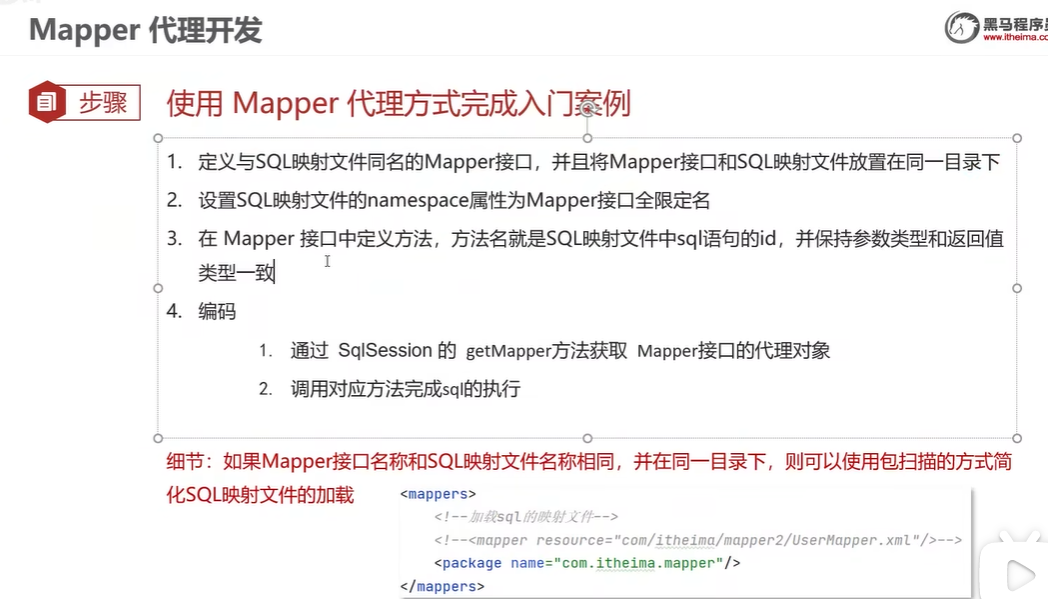 Mapper 代理开发
黑马程序员
www.itheima.co
步骤
使用 Mapper 代理方式完成入门案例
1. 定义与SQL映射文件同名的Mapper接口，并且将Mapper接口和SQL映射文件放置在同一目录下
2. 设置SQL映射文件的namespace属性为Mapper接口全限定名
3. 在 Mapper 接口中定义方法，方法名就是SQL映射文件中sql语句的id，并保持参数类型和返回值
类型一致
4. 编码
1. 通过 SqlSession 的 getMapper方法获取 Mapper接口的代理对象
2. 调用对应方法完成sql的执行
细节：如果Mapper接口名称和SQL映射文件名称相同，并在同一目录下，则可以使用包扫描的方式简
化SQL映射文件的加载
<mappers>
<!--加载sql的映射文件-->
<!--<mapper resource="com/itheima/mapper2/UserMapper.xml"/>-->
<package name="com.itheima.mapper"/>
</mappers>